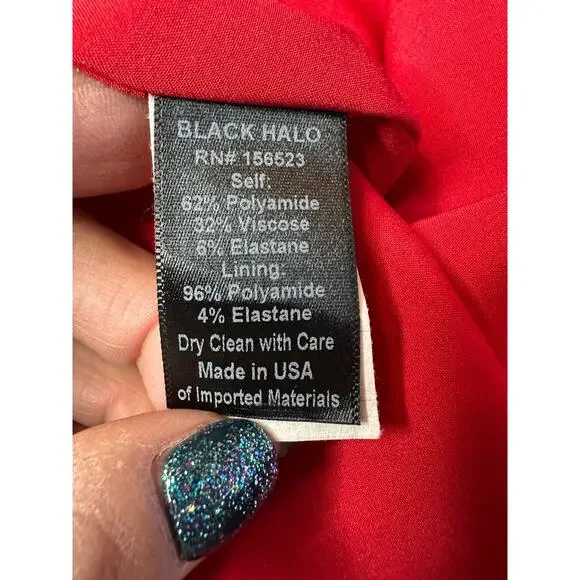 BLACK HALO
RN# 156523
Self:
62% Polyamide
32% Viscose
6% Elastane
Lining:
96% Polyamide
4% Elastane
Dry Clean with Care
Made in USA
of Imported Materials